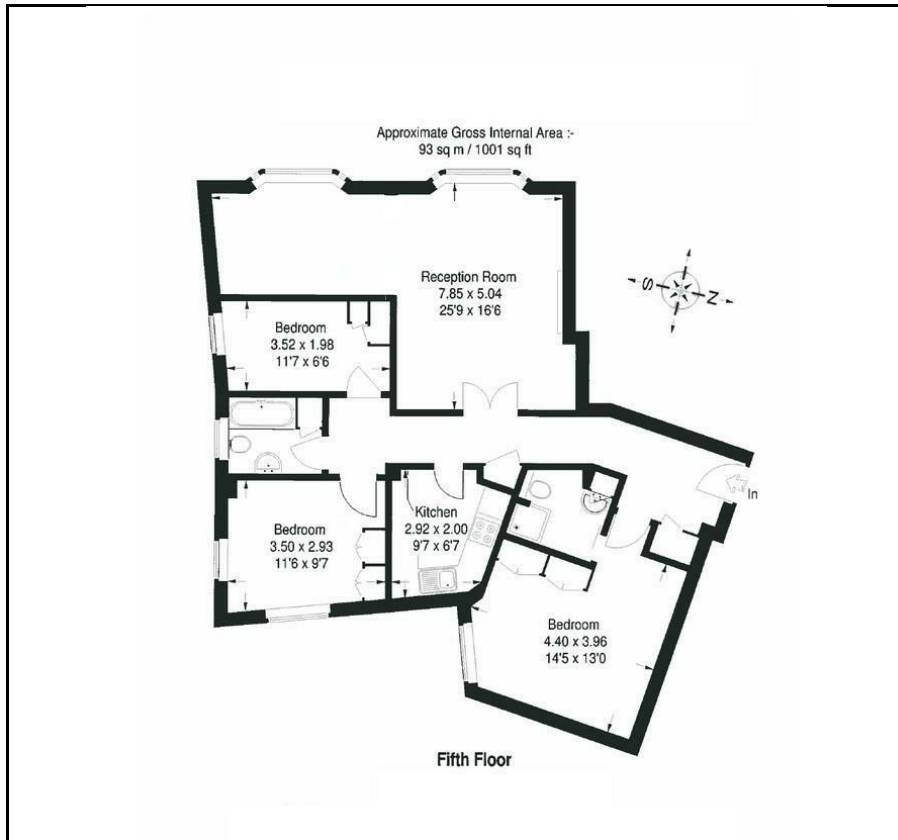 Approximate Gross Internal Area :-
93 sq m / 1001 sq ft
Reception Room
7.85 x 5.04
25'9 x 16'6
S
N
Bedroom
3.52 x 1.98
11'7 x 6'6
In
Kitchen
2.92 x 2.00
9'7 x 6'7
Bedroom
3.50 x 2.93
11'6 x 9'7
Bedroom
4.40 x 3.96
14'5 x 13'0
Fifth Floor